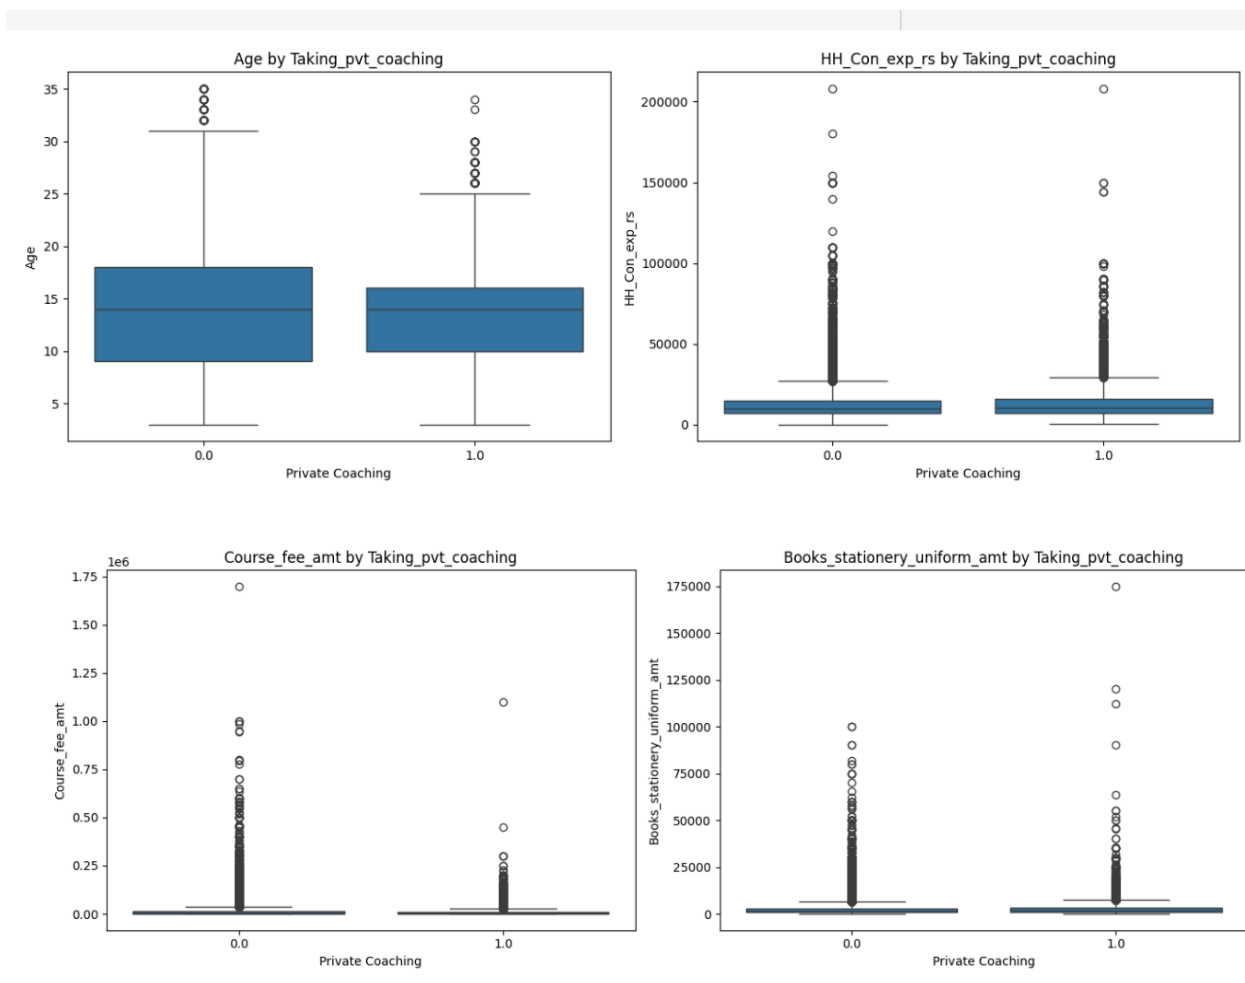 Age by Taking_pvt_coaching
35
30
25
20
15
10
5
Age
0.0 1.0
Private Coaching
HH_Con_exp_rs by Taking_pvt_coaching
200000
150000
100000
50000
0
HH_Con_exp_rs
0.0 1.0
Private Coaching
Course_fee_amt by Taking_pvt_coaching
1e6
1.75
1.50
1.25
1.00
0.75
0.50
0.25
0.00
Course_fee_amt
0.0 1.0
Private Coaching
Books_stationery_uniform_amt by Taking_pvt_coaching
175000
150000
125000
100000
75000
50000
25000
0
Books_stationery_uniform_amt
0.0 1.0
Private Coaching